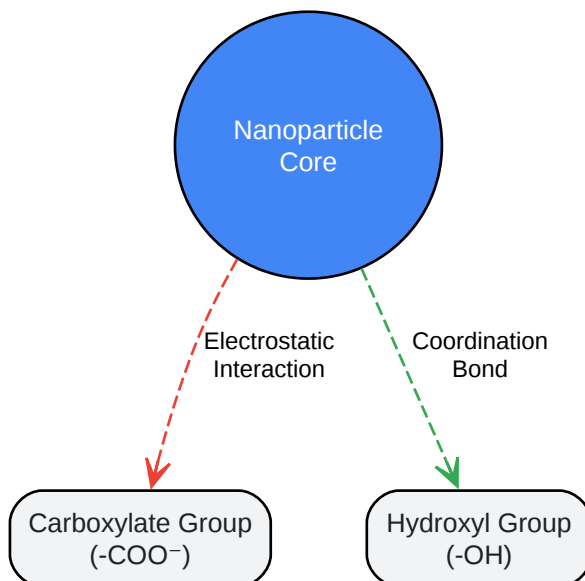 Nanoparticle
Core
Electrostatic
Interaction
Coordination
Bond
Carboxylate Group
(-COO⁻)
Hydroxyl Group
(-OH)